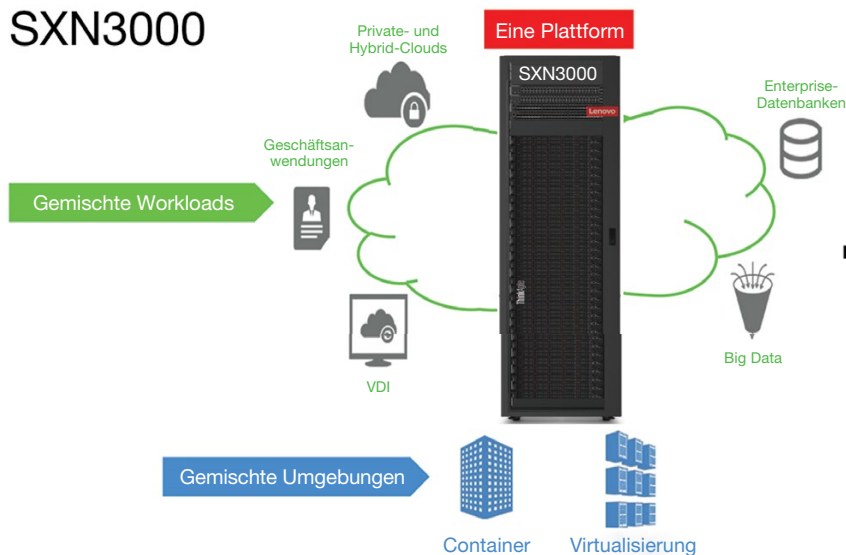 SXN3000
Private- und
Hybrid-Clouds
Eine Plattform
SXN3000
Lenovo
Enterprise-
Datenbanken
Geschäftsan-
wendungen
Gemischte Workloads
ThinkAgile
VDI
Big Data
Gemischte Umgebungen
Container
Virtualisierung